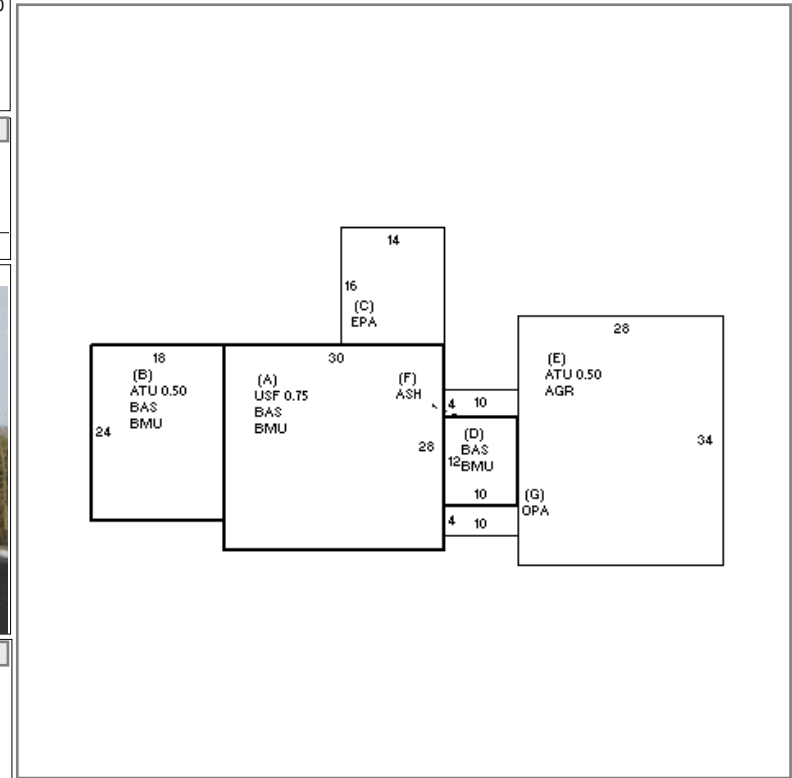 14
16
(C)
EPA
28
18
30
(B)
ATU 0.50
BAS
BMU
(A)
USF 0.75
BAS
BMU
(F)
ASH
(E)
ATU 0.50
AGR
4 10
24
28
(D)
BAS
12 BMU
10
34
(G)
OPA
4 10